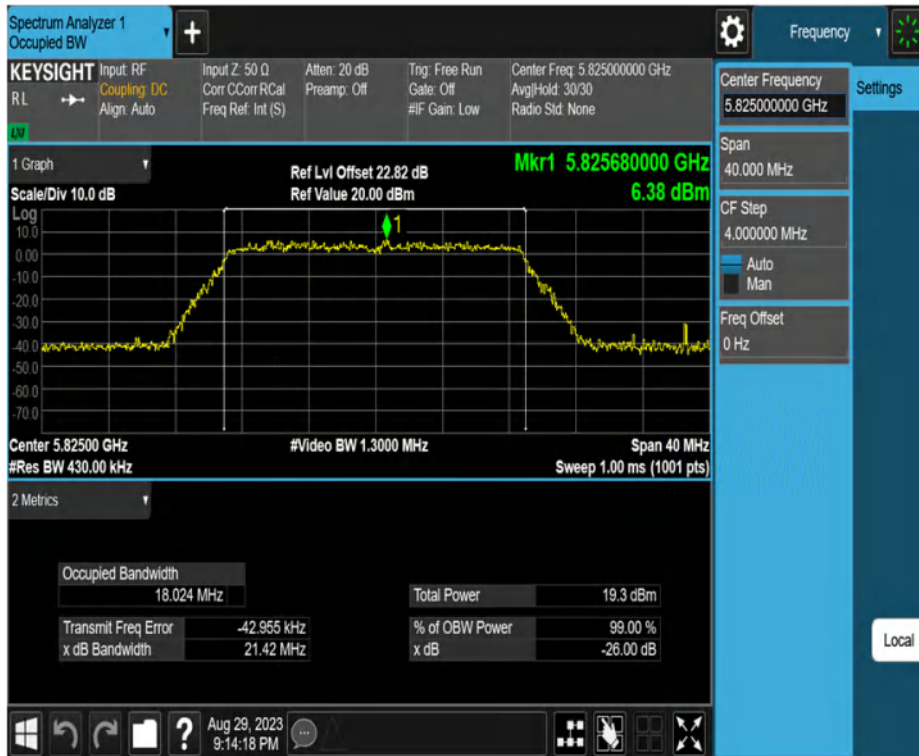 Spectrum Analyzer 1
Occupied BW
+
Frequency
KEYSIGHT
RL
LXI
Input: RF
Coupling: DC
Align: Auto
Input Z: 50 Ω
Corr CCorr RCal
Freq Ref: Int (S)
Atten: 20 dB
Preamp: Off
Trig: Free Run
Gate: Off
#IF Gain: Low
Center Freq: 5.825000000 GHz
Avg|Hold: 30/30
Radio Std: None
1 Graph
Scale/Div 10.0 dB
Ref Lvl Offset 22.82 dB
Ref Value 20.00 dBm
Mkr1 5.825680000 GHz
6.38 dBm
Log
10.0
0.00
-10.0
-20.0
-30.0
-40.0
-50.0
-60.0
-70.0
1
Center 5.82500 GHz
#Video BW 1.3000 MHz
Span 40 MHz
#Res BW 430.00 kHz
Sweep 1.00 ms (1001 pts)
2 Metrics
Occupied Bandwidth
18.024 MHz
Total Power 19.3 dBm
Transmit Freq Error -42.955 kHz
% of OBW Power 99.00 %
x dB Bandwidth 21.42 MHz
x dB -26.00 dB
Center Frequency
5.825000000 GHz
Span
40.000 MHz
CF Step
4.000000 MHz
Auto
Man
Freq Offset
0 Hz
Settings
Local
?
Aug 29, 2023
9:14:18 PM